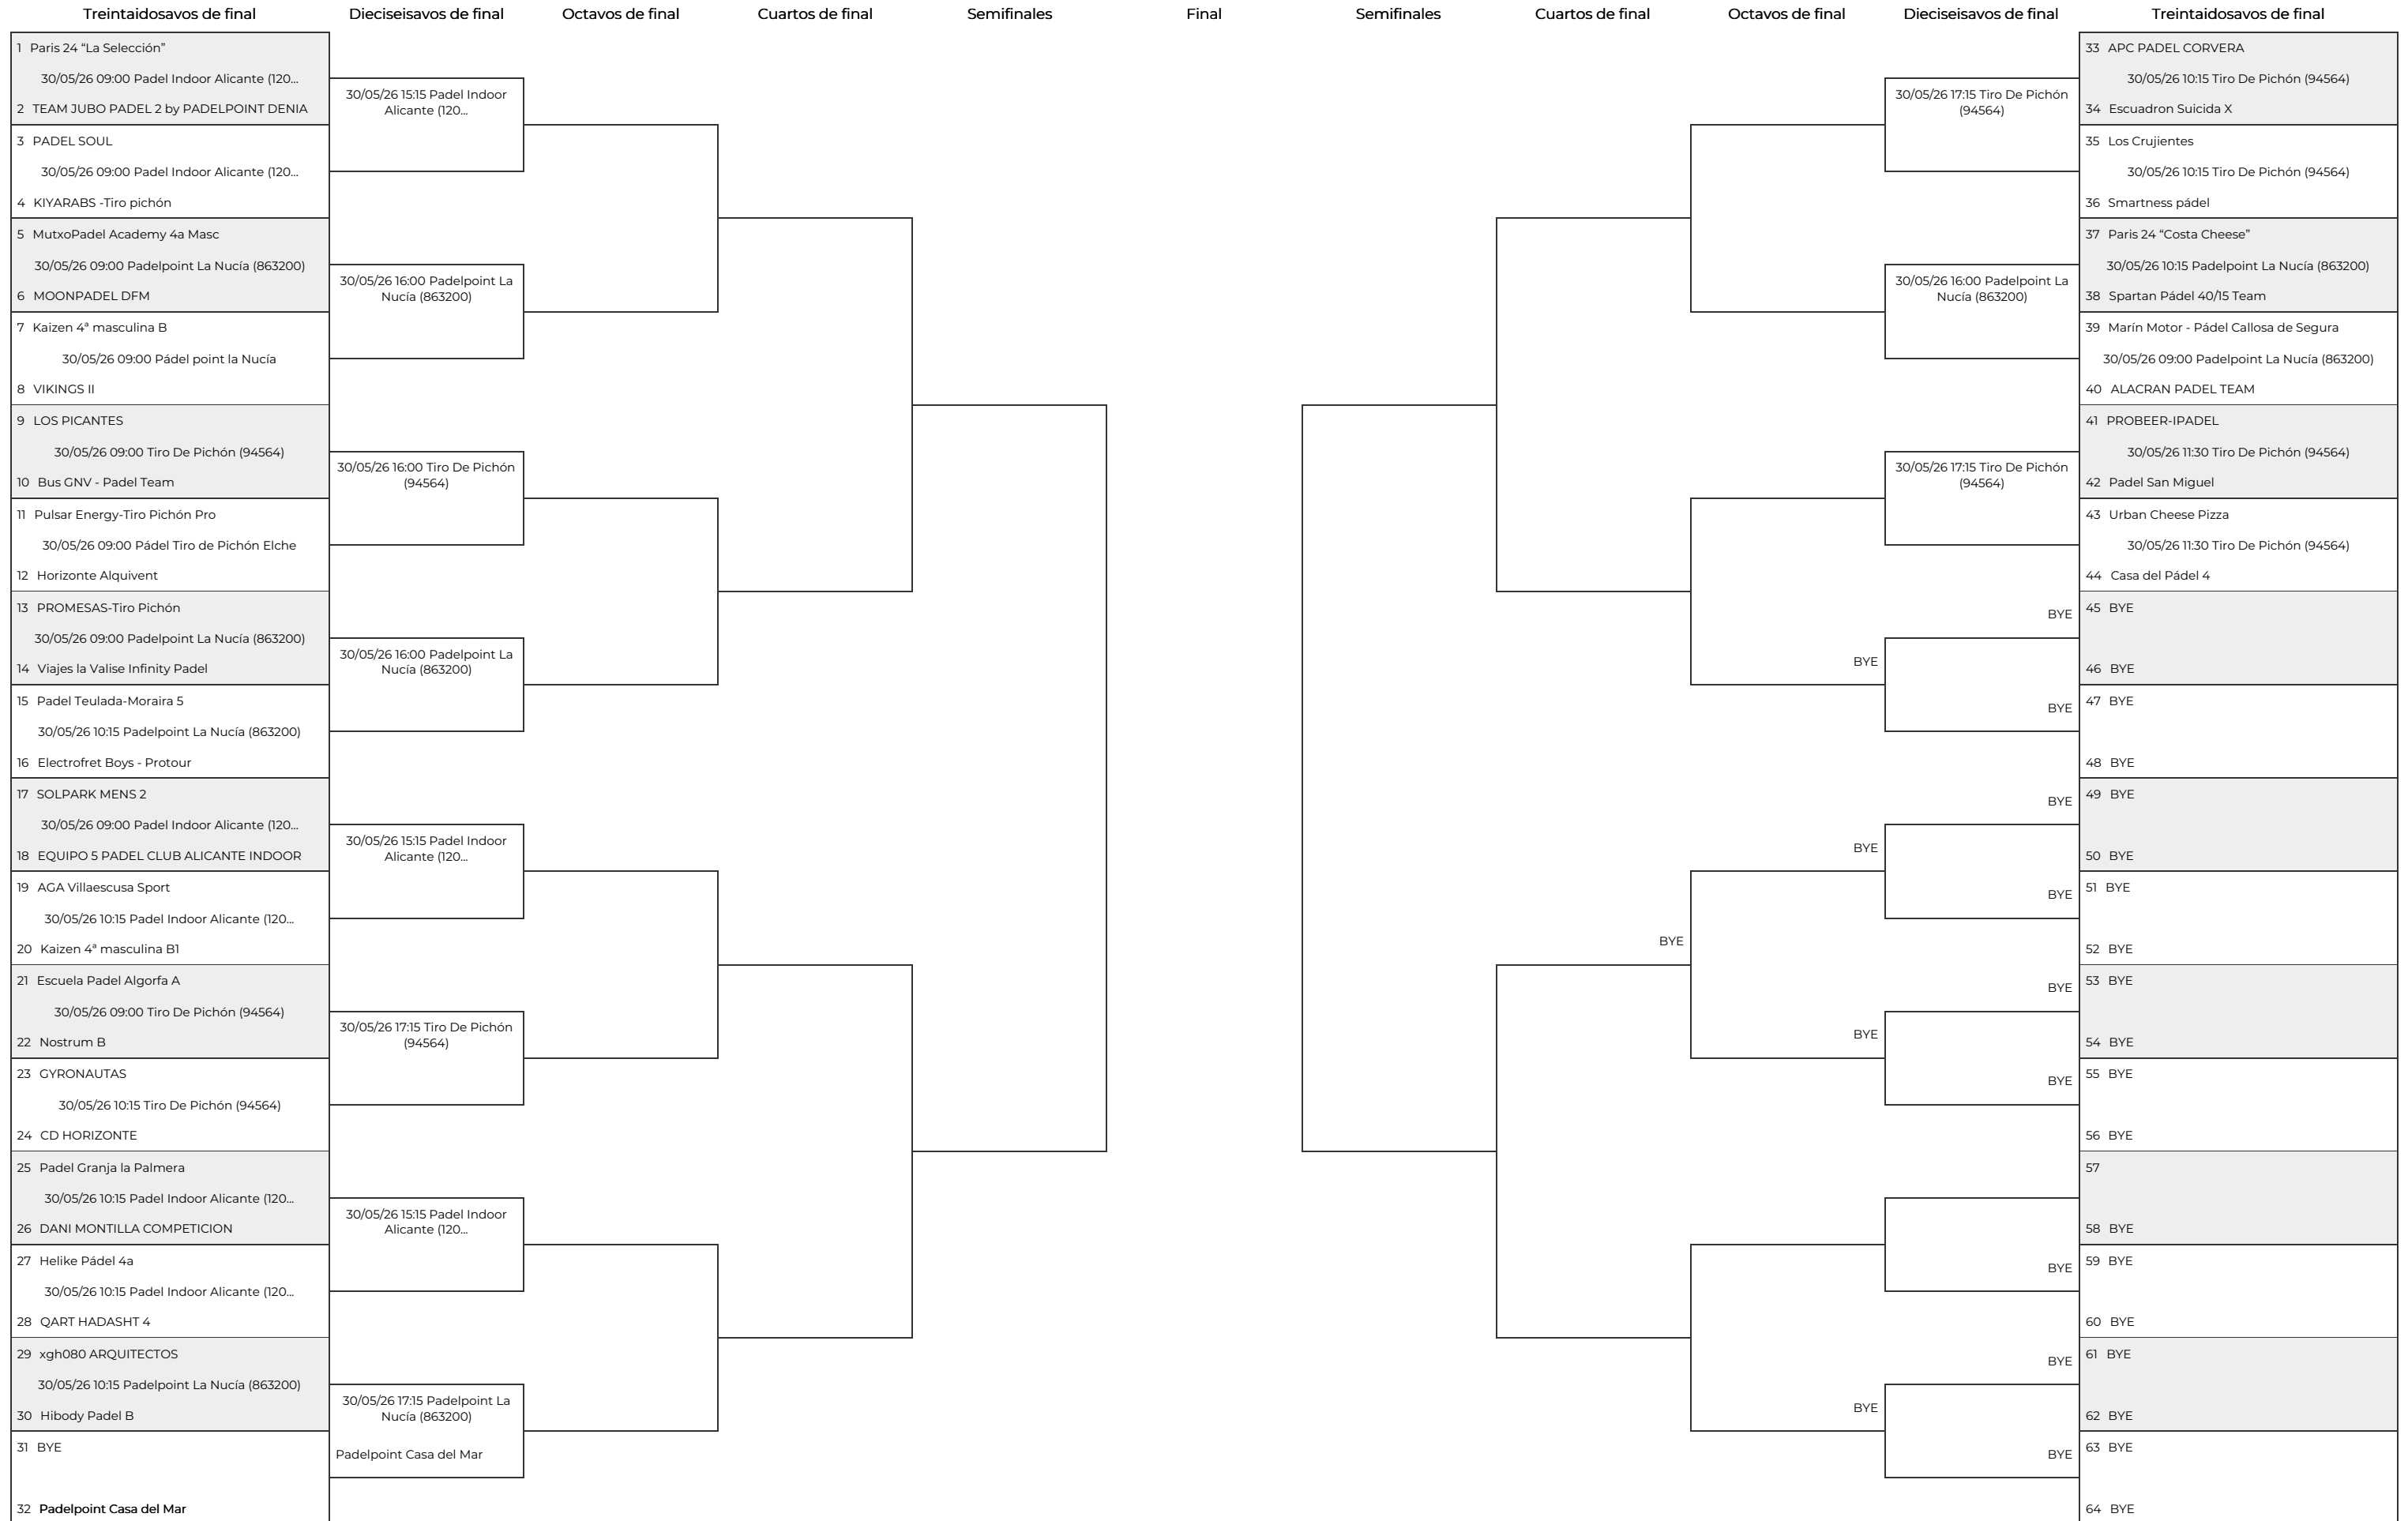 Treintaidosavos de final
Dieciseisavos de final
Octavos de final
Cuartos de final
Semifinales
Final
Semifinales
Cuartos de final
Octavos de final
Dieciseisavos de final
Treintaidosavos de final
1 Paris 24 “La Selección”
30/05/26 09:00 Padel Indoor Alicante (120...
2 TEAM JUBO PADEL 2 by PADELPOINT DENIA
3 PADEL SOUL
30/05/26 09:00 Padel Indoor Alicante (120...
4 KIYARABS -Tiro pichón
5 MutxoPadel Academy 4a Masc
30/05/26 09:00 Padelpoint La Nucía (863200)
6 MOONPADEL DFM
7 Kaizen 4ª masculina B
30/05/26 09:00 Pádel point la Nucía
8 VIKINGS II
9 LOS PICANTES
30/05/26 09:00 Tiro De Pichón (94564)
10 Bus GNV - Padel Team
11 Pulsar Energy-Tiro Pichón Pro
30/05/26 09:00 Pádel Tiro de Pichón Elche
12 Horizonte Alquivent
13 PROMESAS-Tiro Pichón
30/05/26 09:00 Padelpoint La Nucía (863200)
14 Viajes la Valise Infinity Padel
15 Padel Teulada-Moraira 5
30/05/26 10:15 Padelpoint La Nucía (863200)
16 Electrofret Boys - Protour
17 SOLPARK MENS 2
30/05/26 09:00 Padel Indoor Alicante (120...
18 EQUIPO 5 PADEL CLUB ALICANTE INDOOR
19 AGA Villaescusa Sport
30/05/26 10:15 Padel Indoor Alicante (120...
20 Kaizen 4ª masculina B1
21 Escuela Padel Algorfa A
30/05/26 09:00 Tiro De Pichón (94564)
22 Nostrum B
23 GYRONAUTAS
30/05/26 10:15 Tiro De Pichón (94564)
24 CD HORIZONTE
25 Padel Granja la Palmera
30/05/26 10:15 Padel Indoor Alicante (120...
26 DANI MONTILLA COMPETICION
27 Helike Pádel 4a
30/05/26 10:15 Padel Indoor Alicante (120...
28 QART HADASHT 4
29 xgh080 ARQUITECTOS
30/05/26 10:15 Padelpoint La Nucía (863200)
30 Hibody Padel B
31 BYE
32 Padelpoint Casa del Mar
30/05/26 15:15 Padel Indoor
Alicante (120...
30/05/26 16:00 Padelpoint La
Nucía (863200)
30/05/26 16:00 Tiro De Pichón
(94564)
30/05/26 16:00 Padelpoint La
Nucía (863200)
30/05/26 15:15 Padel Indoor
Alicante (120...
30/05/26 17:15 Tiro De Pichón
(94564)
30/05/26 15:15 Padel Indoor
Alicante (120...
30/05/26 17:15 Padelpoint La
Nucía (863200)
Padelpoint Casa del Mar
BYE
BYE
BYE
BYE
BYE
30/05/26 17:15 Tiro De Pichón
(94564)
30/05/26 16:00 Padelpoint La
Nucía (863200)
30/05/26 17:15 Tiro De Pichón
(94564)
BYE
BYE
BYE
BYE
BYE
BYE
BYE
BYE
BYE
33 APC PADEL CORVERA
30/05/26 10:15 Tiro De Pichón (94564)
34 Escuadron Suicida X
35 Los Crujientes
30/05/26 10:15 Tiro De Pichón (94564)
36 Smartness pádel
37 Paris 24 “Costa Cheese”
30/05/26 10:15 Padelpoint La Nucía (863200)
38 Spartan Pádel 40/15 Team
39 Marín Motor - Pádel Callosa de Segura
30/05/26 09:00 Padelpoint La Nucía (863200)
40 ALACRAN PADEL TEAM
41 PROBEER-IPADEL
30/05/26 11:30 Tiro De Pichón (94564)
42 Padel San Miguel
43 Urban Cheese Pizza
30/05/26 11:30 Tiro De Pichón (94564)
44 Casa del Pádel 4
45 BYE
46 BYE
47 BYE
48 BYE
49 BYE
50 BYE
51 BYE
52 BYE
53 BYE
54 BYE
55 BYE
56 BYE
57
58 BYE
59 BYE
60 BYE
61 BYE
62 BYE
63 BYE
64 BYE